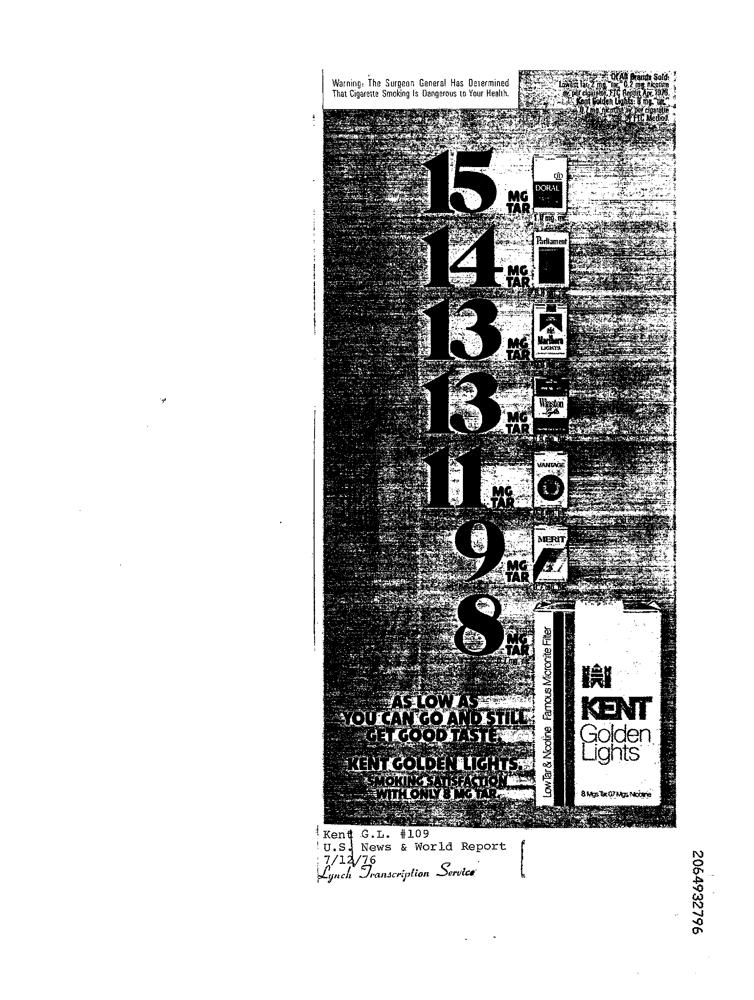 Warning: The Surgeon General Has Determined
That Cigarette Smoking Is Dangerous to Your Health.
Of All Brands Sold:
Lowest tar: 2 mg. "tar," 0.2 mg. nicotine
av. per cigarette, FTC Report Apr. 1976.
Kent Golden Lights: 8 mg. "tar,"
0.7 mg. nicotine av. per cigarette
by FTC Method.
15 MG
TAR
DORAL
14 MG
TAR
Parliament
13 MG
TAR
Marlboro
LIGHTS
13 MG
TAR
Winston
Lights
11 MG
TAR
VANTAGE
9 MG
TAR
MERIT
8 MG
TAR
AS LOW AS
YOU CAN GO AND STILL
GET GOOD TASTE.
KENT GOLDEN LIGHTS.
SMOKING SATISFACTION
WITH ONLY 8 MG TAR.
Low Tar & Nicotine Famous Micronite Filter
KENT
Golden
Lights
8 Mgs. Tar 0.7 Mgs. Nicotine
Kent G.L. #109
U.S. News & World Report
7/12/76
Lynch Transcription Service
2064932796